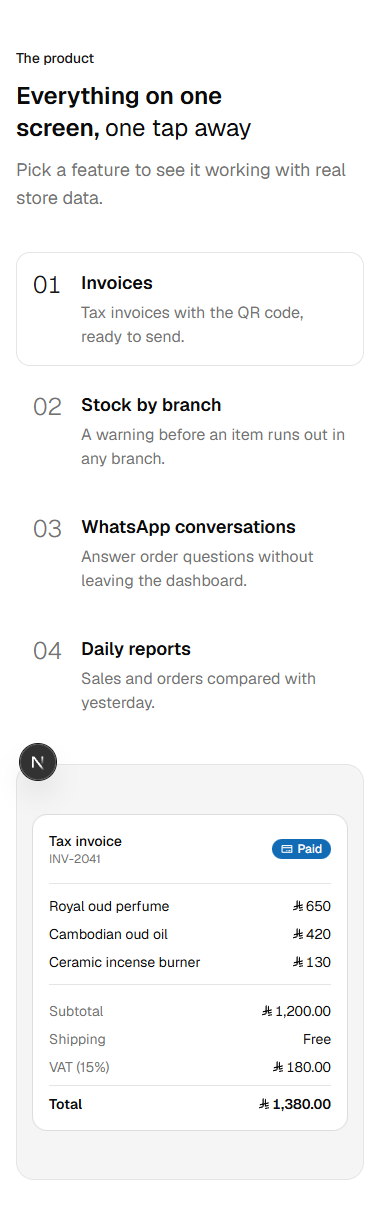 The product
Everything on one
screen, one tap away
Pick a feature to see it working with real
store data.
01 Invoices
Tax invoices with the QR code,
ready to send.
02 Stock by branch
A warning before an item runs out in
any branch.
03 WhatsApp conversations
Answer order questions without
leaving the dashboard.
04 Daily reports
Sales and orders compared with
yesterday.
N
Tax invoice
INV-2041
Paid
Royal oud perfume ⃁ 650
Cambodian oud oil ⃁ 420
Ceramic incense burner ⃁ 130
Subtotal ⃁ 1,200.00
Shipping Free
VAT (15%) ⃁ 180.00
Total ⃁ 1,380.00